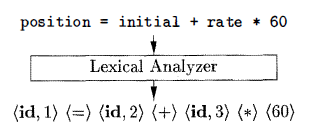 position = initial + rate * 60
Lexical Analyzer
⟨id, 1⟩ ⟨=⟩ ⟨id, 2⟩ ⟨+⟩ ⟨id, 3⟩ ⟨*⟩ ⟨60⟩